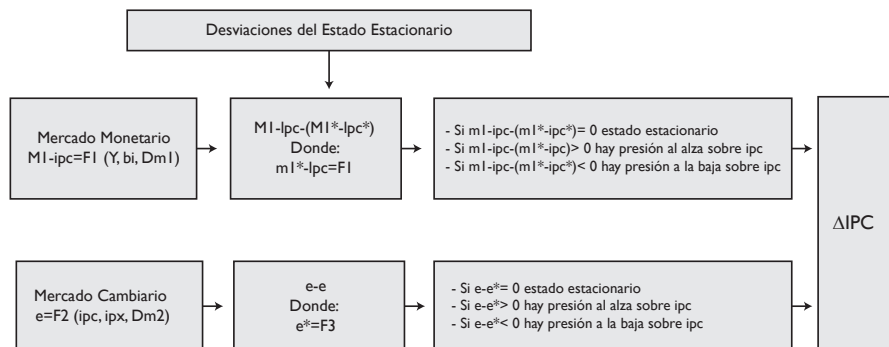 Desviaciones del Estado Estacionario
Mercado Monetario
M1-ipc=F1 (Y, bi, Dm1)
M1-Ipc-(M1*-Ipc*)
Donde:
m1*-Ipc=F1
- Si m1-ipc-(m1*-ipc*)= 0 estado estacionario
- Si m1-ipc-(m1*-ipc)> 0 hay presión al alza sobre ipc
- Si m1-ipc-(m1*-ipc*)< 0 hay presión a la baja sobre ipc
ΔIPC
Mercado Cambiario
e=F2 (ipc, ipx, Dm2)
e-e
Donde:
e*=F3
- Si e-e*= 0 estado estacionario
- Si e-e*> 0 hay presión al alza sobre ipc
- Si e-e*< 0 hay presión a la baja sobre ipc